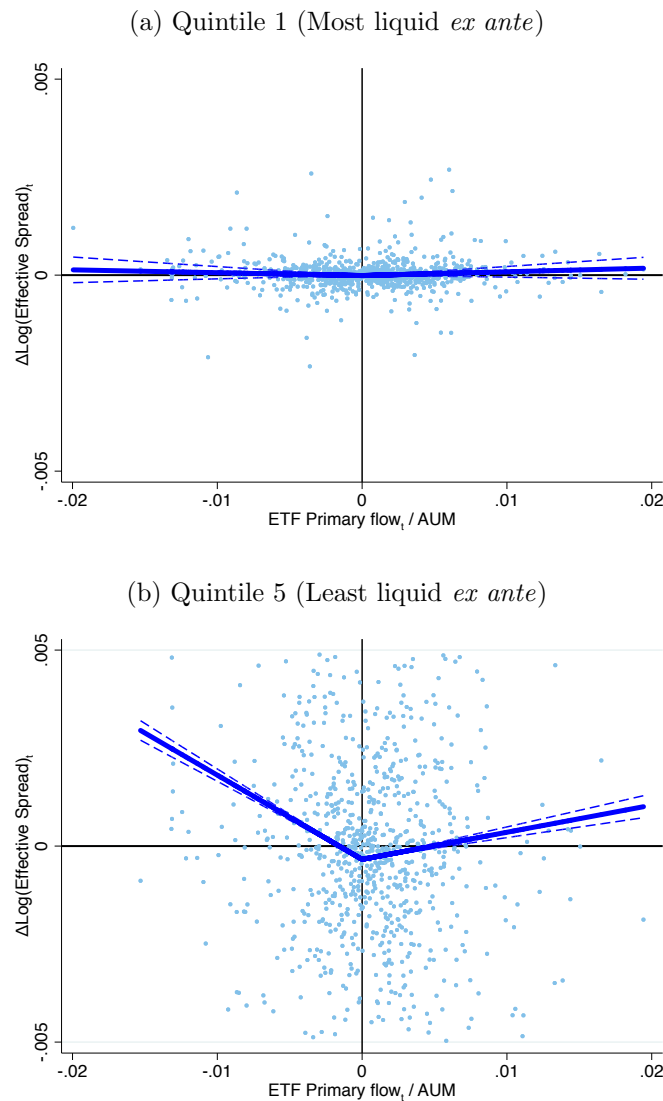 (a) Quintile 1 (Most liquid ex ante)
.005
0
-.005
ΔLog(Effective Spread)t
-.02 -.01 0 .01 .02
ETF Primary flowt / AUM
(b) Quintile 5 (Least liquid ex ante)
.005
0
-.005
ΔLog(Effective Spread)t
-.02 -.01 0 .01 .02
ETF Primary flowt / AUM